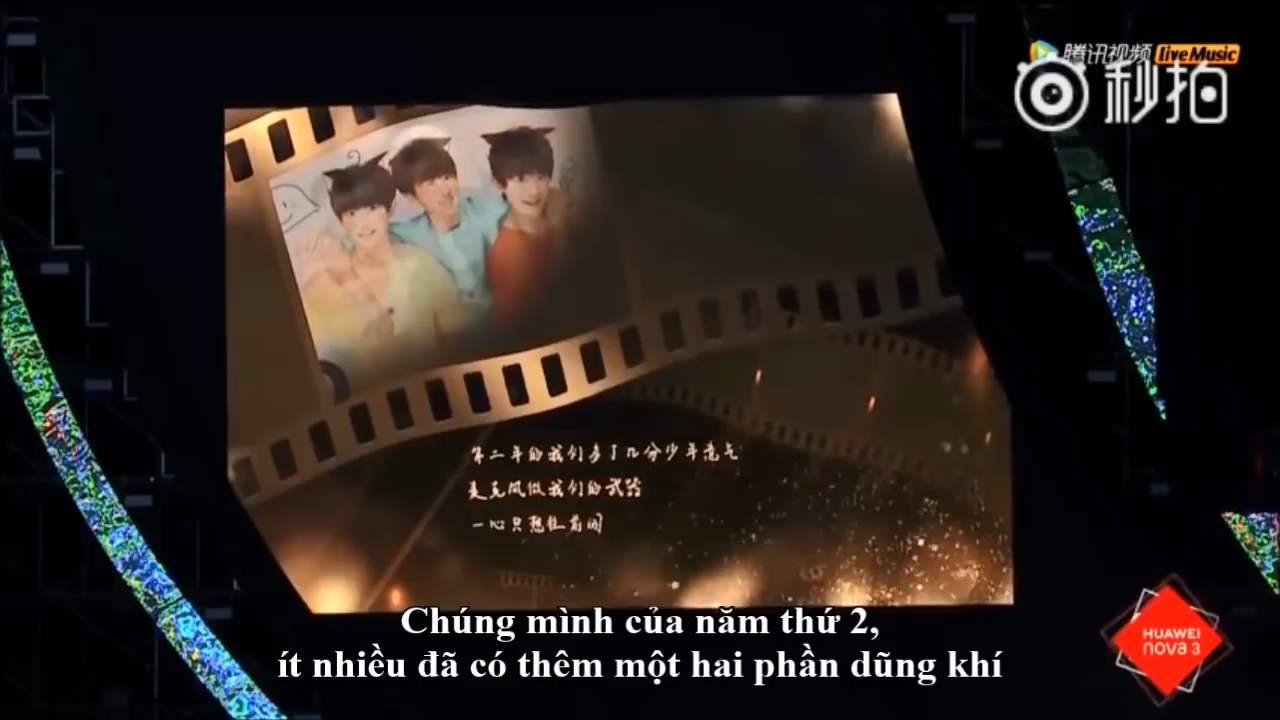 腾讯视频 live Music
秒拍
第二年的我们多了几分少年意气
麦克风做我们的武器
一心只想往前闯
Chúng mình của năm thứ 2,
ít nhiều đã có thêm một hai phần dũng khí
HUAWEI
nova 3